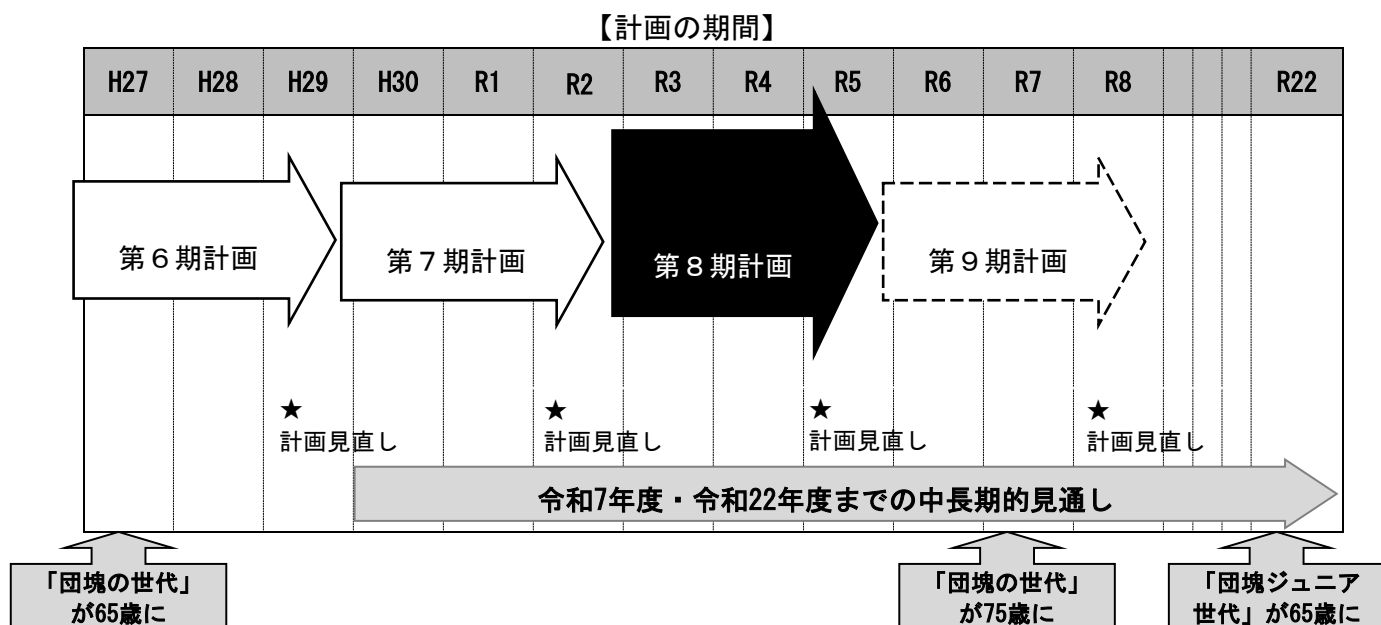 【計画の期間】
H27 H28 H29 H30 R1 R2 R3 R4 R5 R6 R7 R8 R22
第６期計画 第７期計画 第８期計画 第９期計画
★ ★ ★ ★
計画見直し 計画見直し 計画見直し 計画見直し
令和7年度・令和22年度までの中長期的見通し
「団塊の世代」
が65歳に
「団塊の世代」
が75歳に
「団塊ジュニア
世代」が65歳に